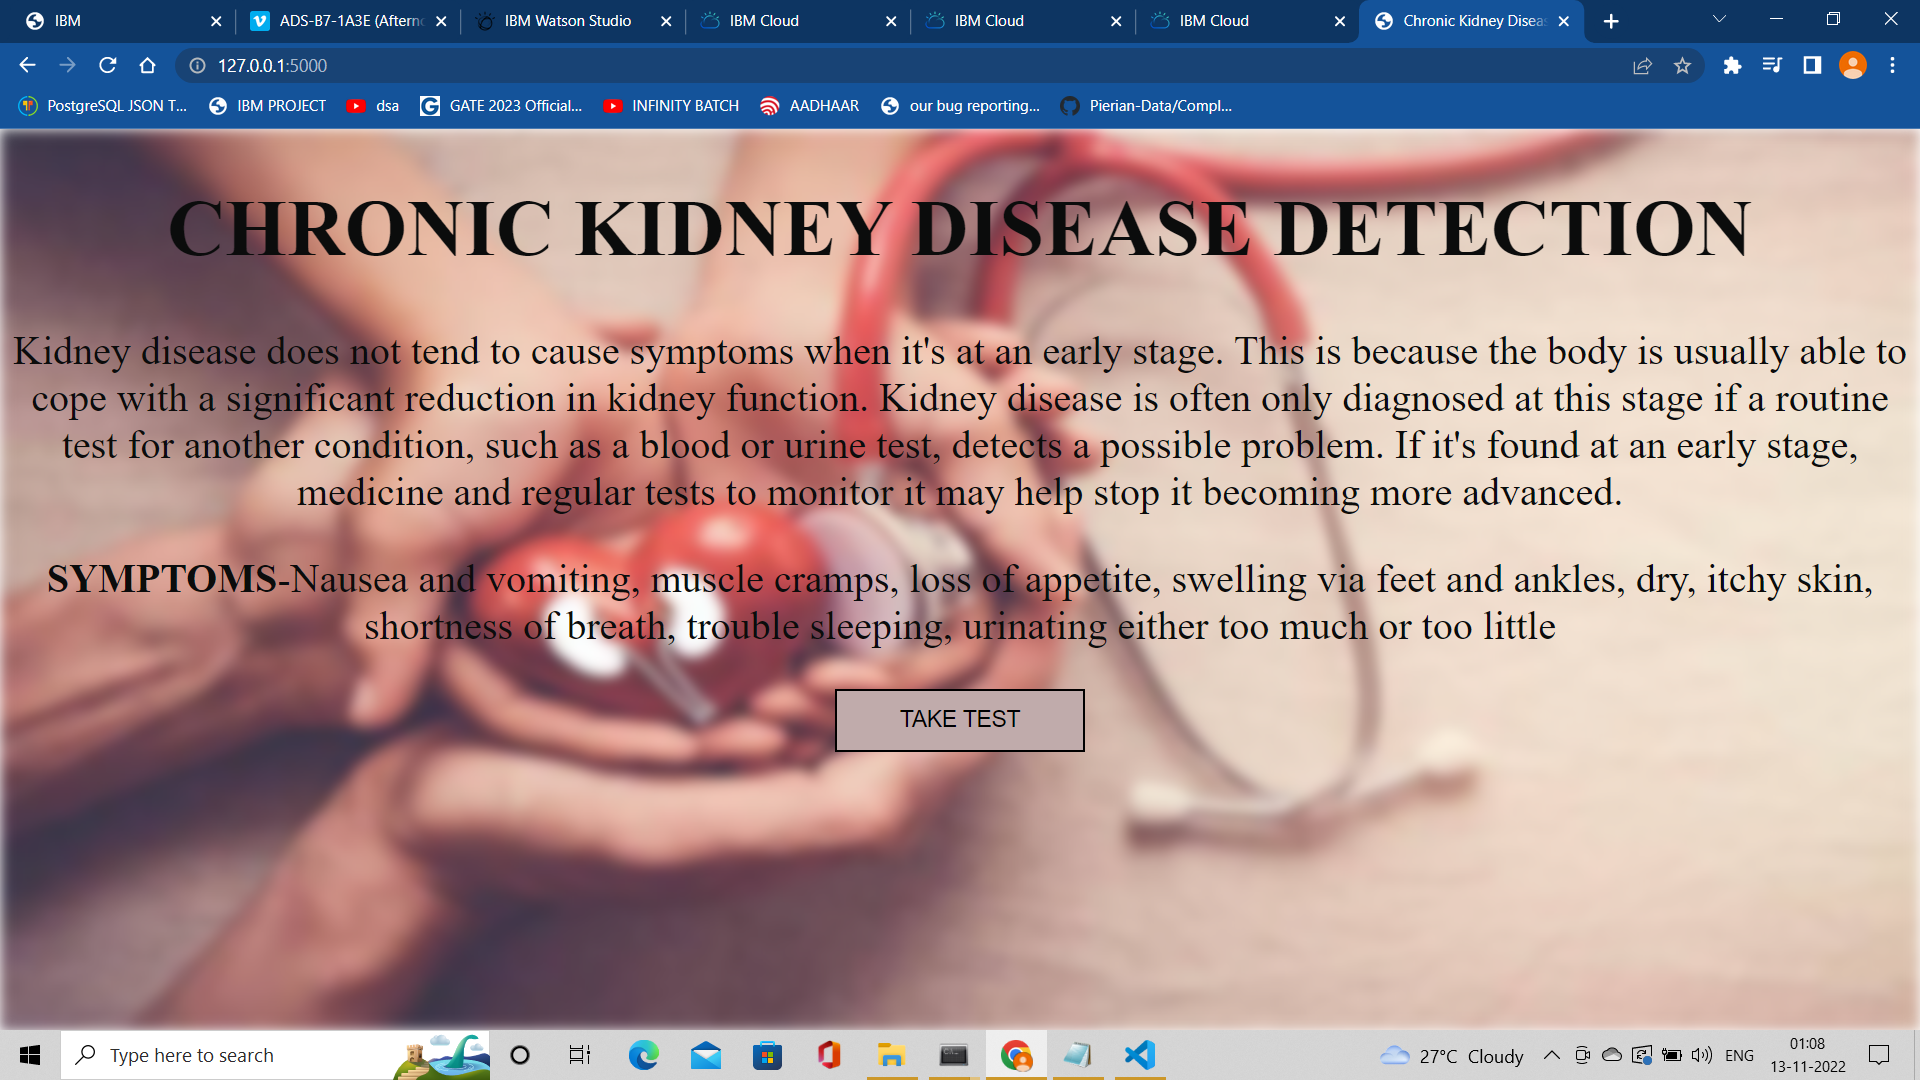 IBM
ADS-B7-1A3E (Afterno
IBM Watson Studio
IBM Cloud
IBM Cloud
IBM Cloud
Chronic Kidney Diseas
127.0.0.1:5000
PostgreSQL JSON T...
IBM PROJECT
dsa
GATE 2023 Official...
INFINITY BATCH
AADHAAR
our bug reporting...
Pierian-Data/Compl...
CHRONIC KIDNEY DISEASE DETECTION
Kidney disease does not tend to cause symptoms when it's at an early stage. This is because the body is usually able to
cope with a significant reduction in kidney function. Kidney disease is often only diagnosed at this stage if a routine
test for another condition, such as a blood or urine test, detects a possible problem. If it's found at an early stage,
medicine and regular tests to monitor it may help stop it becoming more advanced.
SYMPTOMS-Nausea and vomiting, muscle cramps, loss of appetite, swelling via feet and ankles, dry, itchy skin,
shortness of breath, trouble sleeping, urinating either too much or too little
TAKE TEST
Type here to search
27°C Cloudy
ENG
01:08
13-11-2022